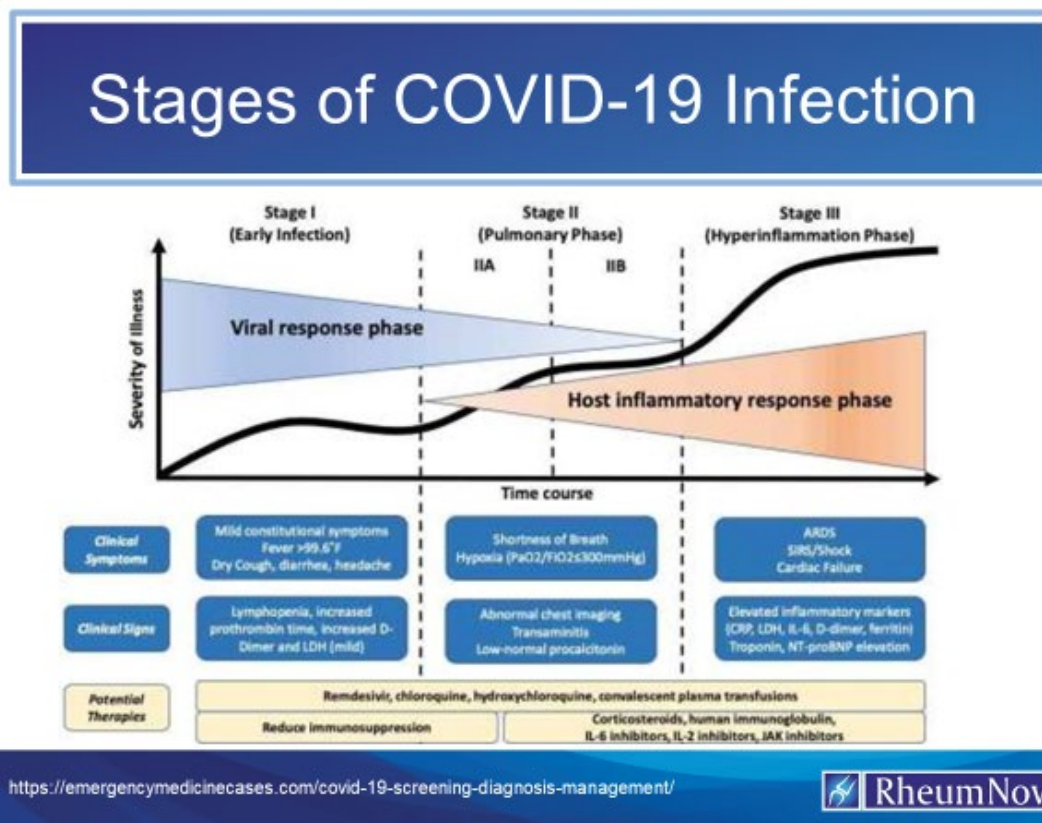 Stages of COVID-19 Infection
Stage I
(Early Infection)
Stage II
(Pulmonary Phase)
Stage III
(Hyperinflammation Phase)
IIA
IIB
Severity of Illness
Viral response phase
Host inflammatory response phase
Time course
Clinical
Symptoms
Mild constitutional symptoms
Fever >99.6°F
Dry Cough, diarrhea, headache
Shortness of Breath
Hypoxia (PaO2/FiO2≤300mmHg)
ARDS
SIRS/Shock
Cardiac Failure
Clinical Signs
Lymphopenia, increased
prothrombin time, increased D-
Dimer and LDH (mild)
Abnormal chest imaging
Transaminitis
Low-normal procalcitonin
Elevated inflammatory markers
(CRP, LDH, IL-6, D-dimer, ferritin)
Troponin, NT-proBNP elevation
Potential
Therapies
Remdesivir, chloroquine, hydroxychloroquine, convalescent plasma transfusions
Reduce immunosuppression
Corticosteroids, human immunoglobulin,
IL-6 inhibitors, IL-2 inhibitors, JAK inhibitors
https://emergencymedicinecases.com/covid-19-screening-diagnosis-management/
RheumNow